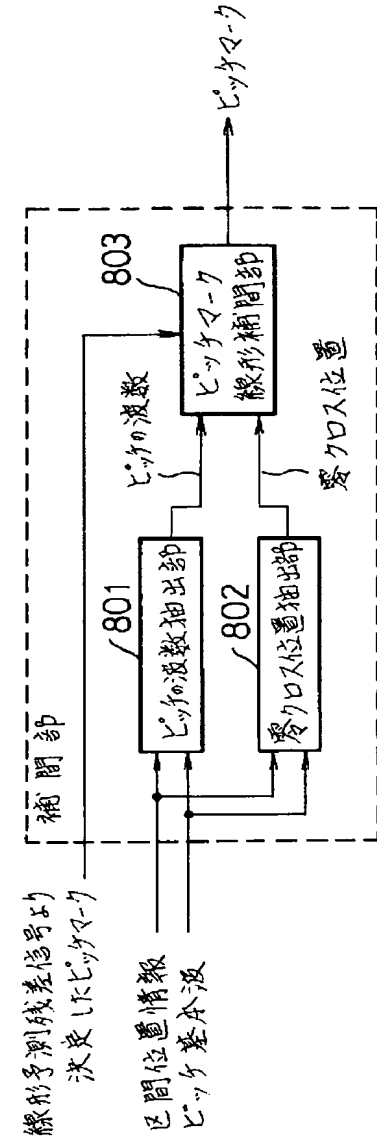 線形予測残差信号より
決定したピッチマーク
区間位置情報
ピッチ基本波
補間部
801
ピッチの波数抽出部
802
零クロス位置抽出部
ピッチの波数
零クロス位置
803
ピッチマーク
線形補間部
ピッチマーク